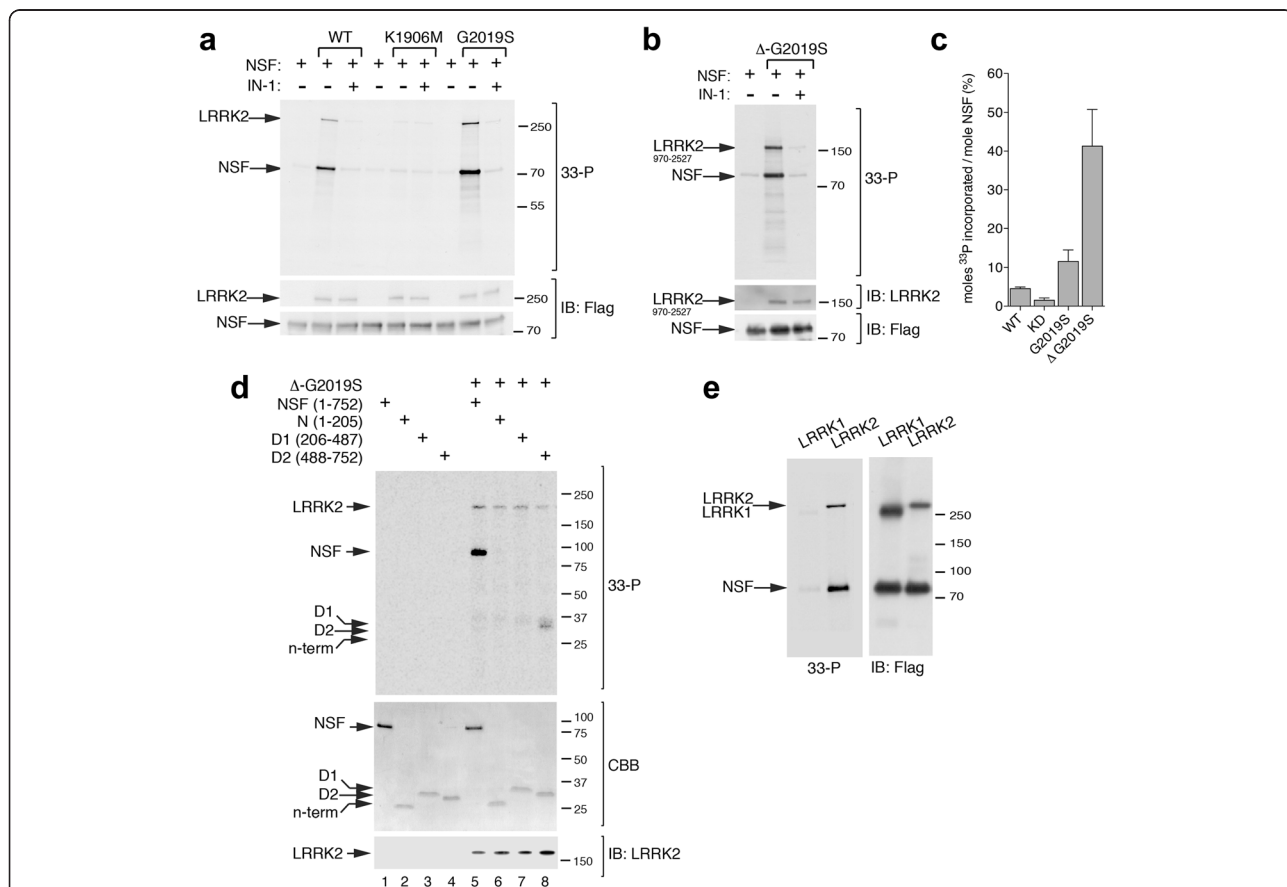 a
WT K1906M G2019S
NSF: + + + + + + + + +
IN-1: - - + - - + - - +
LRRK2
NSF
250
70
55
33-P
LRRK2
NSF
250
70
IB: Flag
b
Δ-G2019S
NSF: + + +
IN-1: - - +
LRRK2
970-2527
NSF
150
70
33-P
LRRK2
970-2527
150
IB: LRRK2
NSF
70
IB: Flag
c
moles ³³P incorporated / mole NSF (%)
60
50
40
30
20
10
0
WT KD G2019S Δ G2019S
d
Δ-G2019S + + + +
NSF (1-752) + +
N (1-205) + +
D1 (206-487) + +
D2 (488-752) + +
LRRK2
NSF
D1
D2
n-term
250
150
100
75
50
37
25
33-P
NSF
D1
D2
n-term
100
75
50
37
25
CBB
LRRK2
150
IB: LRRK2
1 2 3 4 5 6 7 8
e
LRRK1 LRRK2 LRRK1 LRRK2
LRRK2
LRRK1
NSF
250
150
100
70
33-P IB: Flag